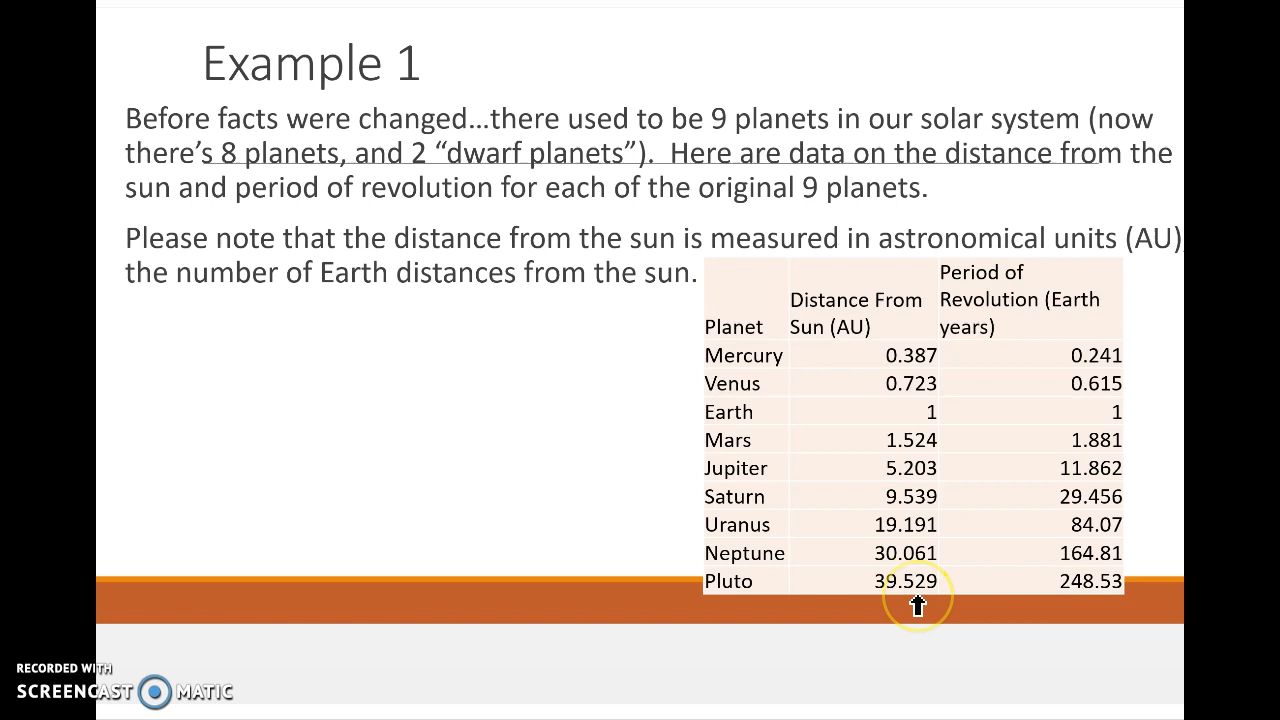 Example 1
Before facts were changed…there used to be 9 planets in our solar system (now
there's 8 planets, and 2 “dwarf planets”).  Here are data on the distance from the
sun and period of revolution for each of the original 9 planets.
Please note that the distance from the sun is measured in astronomical units (AU)
the number of Earth distances from the sun.
Planet Distance From Sun (AU) Period of Revolution (Earth years)
Mercury 0.387 0.241
Venus 0.723 0.615
Earth 1 1
Mars 1.524 1.881
Jupiter 5.203 11.862
Saturn 9.539 29.456
Uranus 19.191 84.07
Neptune 30.061 164.81
Pluto 39.529 248.53
RECORDED WITH
SCREENCAST MATIC